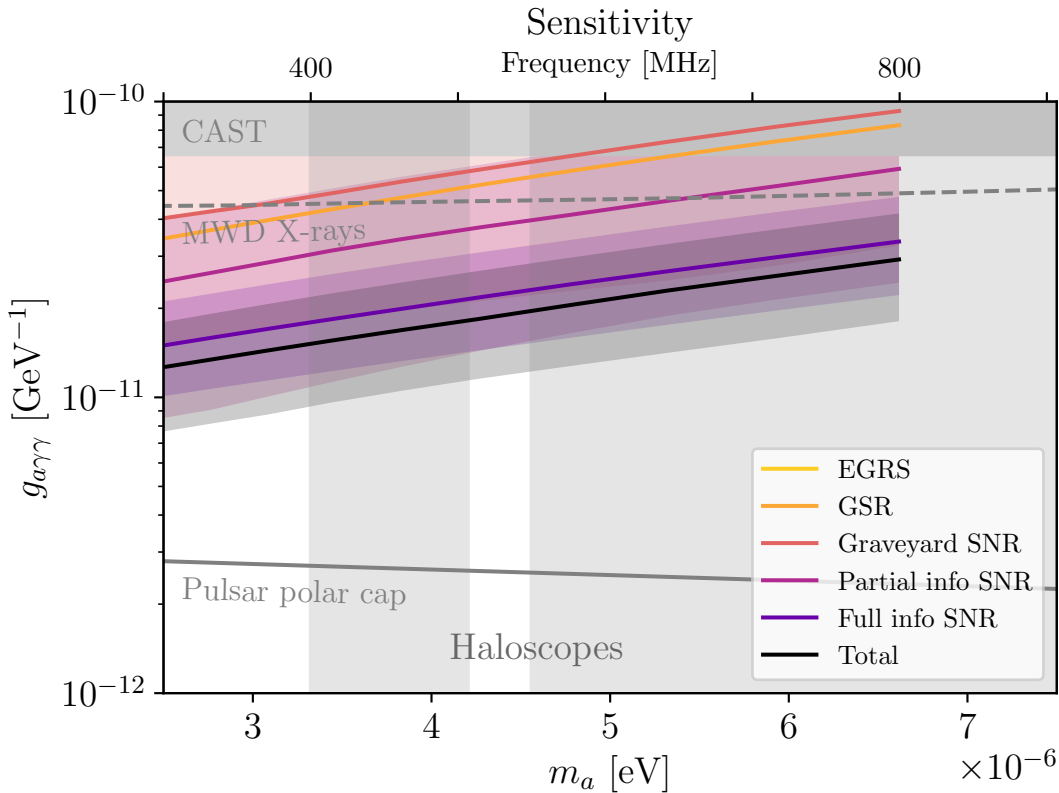 Sensitivity
Frequency [MHz]
400
800
10⁻¹⁰
10⁻¹¹
10⁻¹²
g_{aγγ} [GeV⁻¹]
CAST
MWD X-rays
Pulsar polar cap
Haloscopes
EGRS
GSR
Graveyard SNR
Partial info SNR
Full info SNR
Total
3
4
5
6
7
×10⁻⁶
m_a [eV]